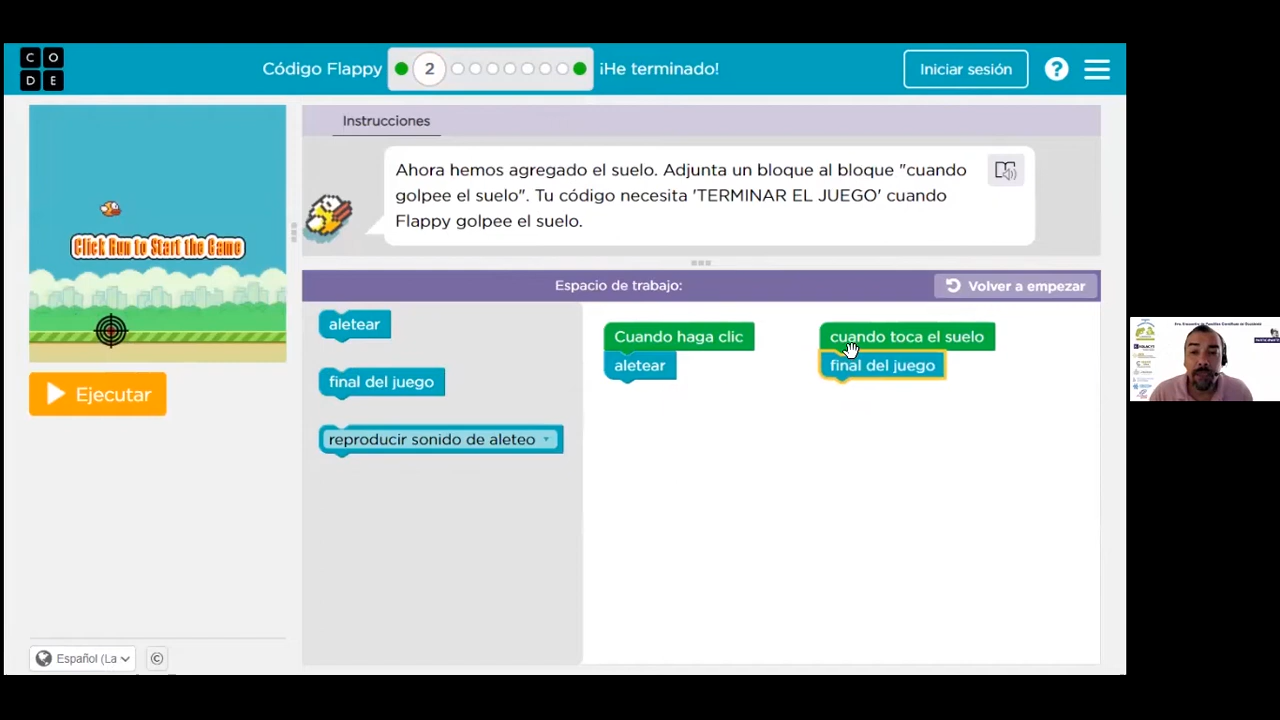 C O
D E
Código Flappy
2
¡He terminado!
Iniciar sesión
?
Instrucciones
Ahora hemos agregado el suelo. Adjunta un bloque al bloque "cuando
golpee el suelo". Tu código necesita 'TERMINAR EL JUEGO' cuando
Flappy golpee el suelo.
Click Run to Start the Game
Espacio de trabajo:
Volver a empezar
aletear
final del juego
reproducir sonido de aleteo
Cuando haga clic
aletear
cuando toca el suelo
final del juego
Ejecutar
Español (La
©